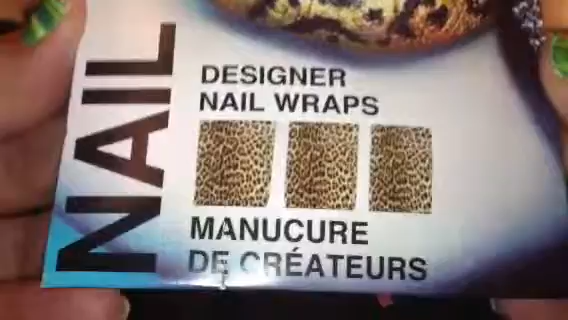 NAIL
DESIGNER
NAIL WRAPS
MANUCURE
DE CRÉATEURS